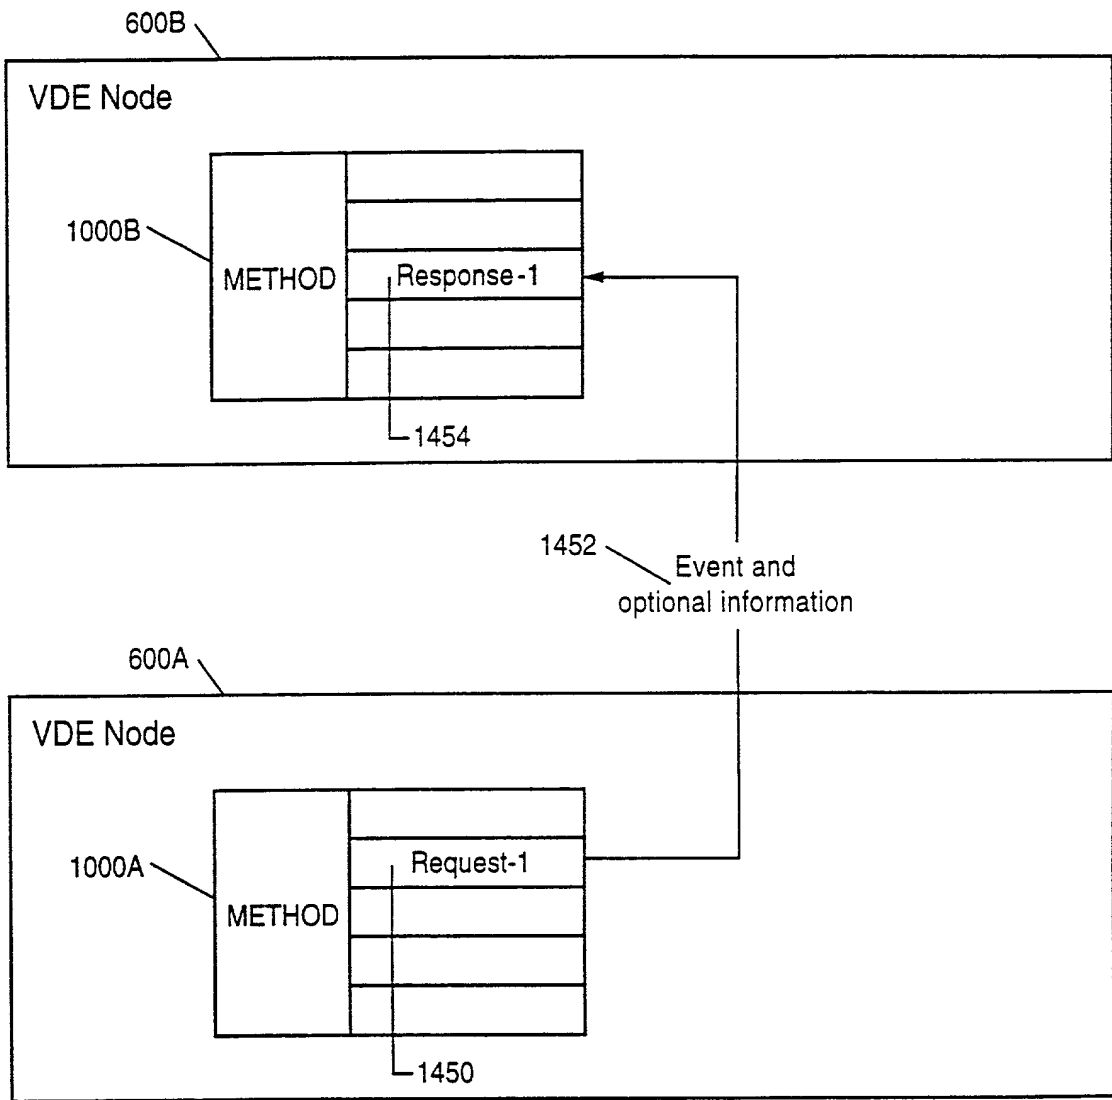 600B
VDE Node
1000B
METHOD
Response-1
1454
1452
Event and
optional information
600A
VDE Node
1000A
METHOD
Request-1
1450